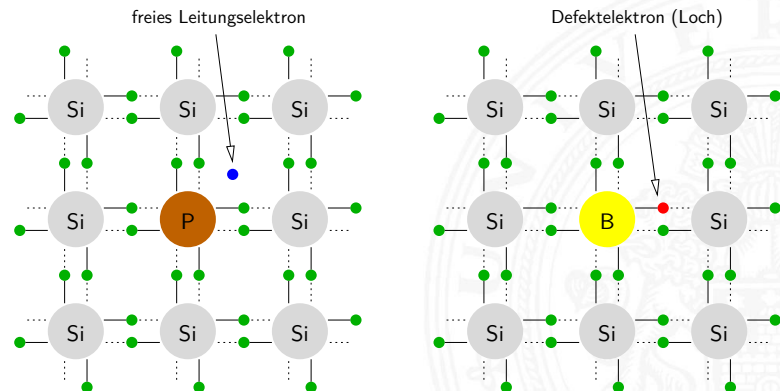 freies Leitungselektron
Defektelektron (Loch)
Si Si Si
Si Si Si
Si P Si
Si B Si
Si Si Si
Si Si Si